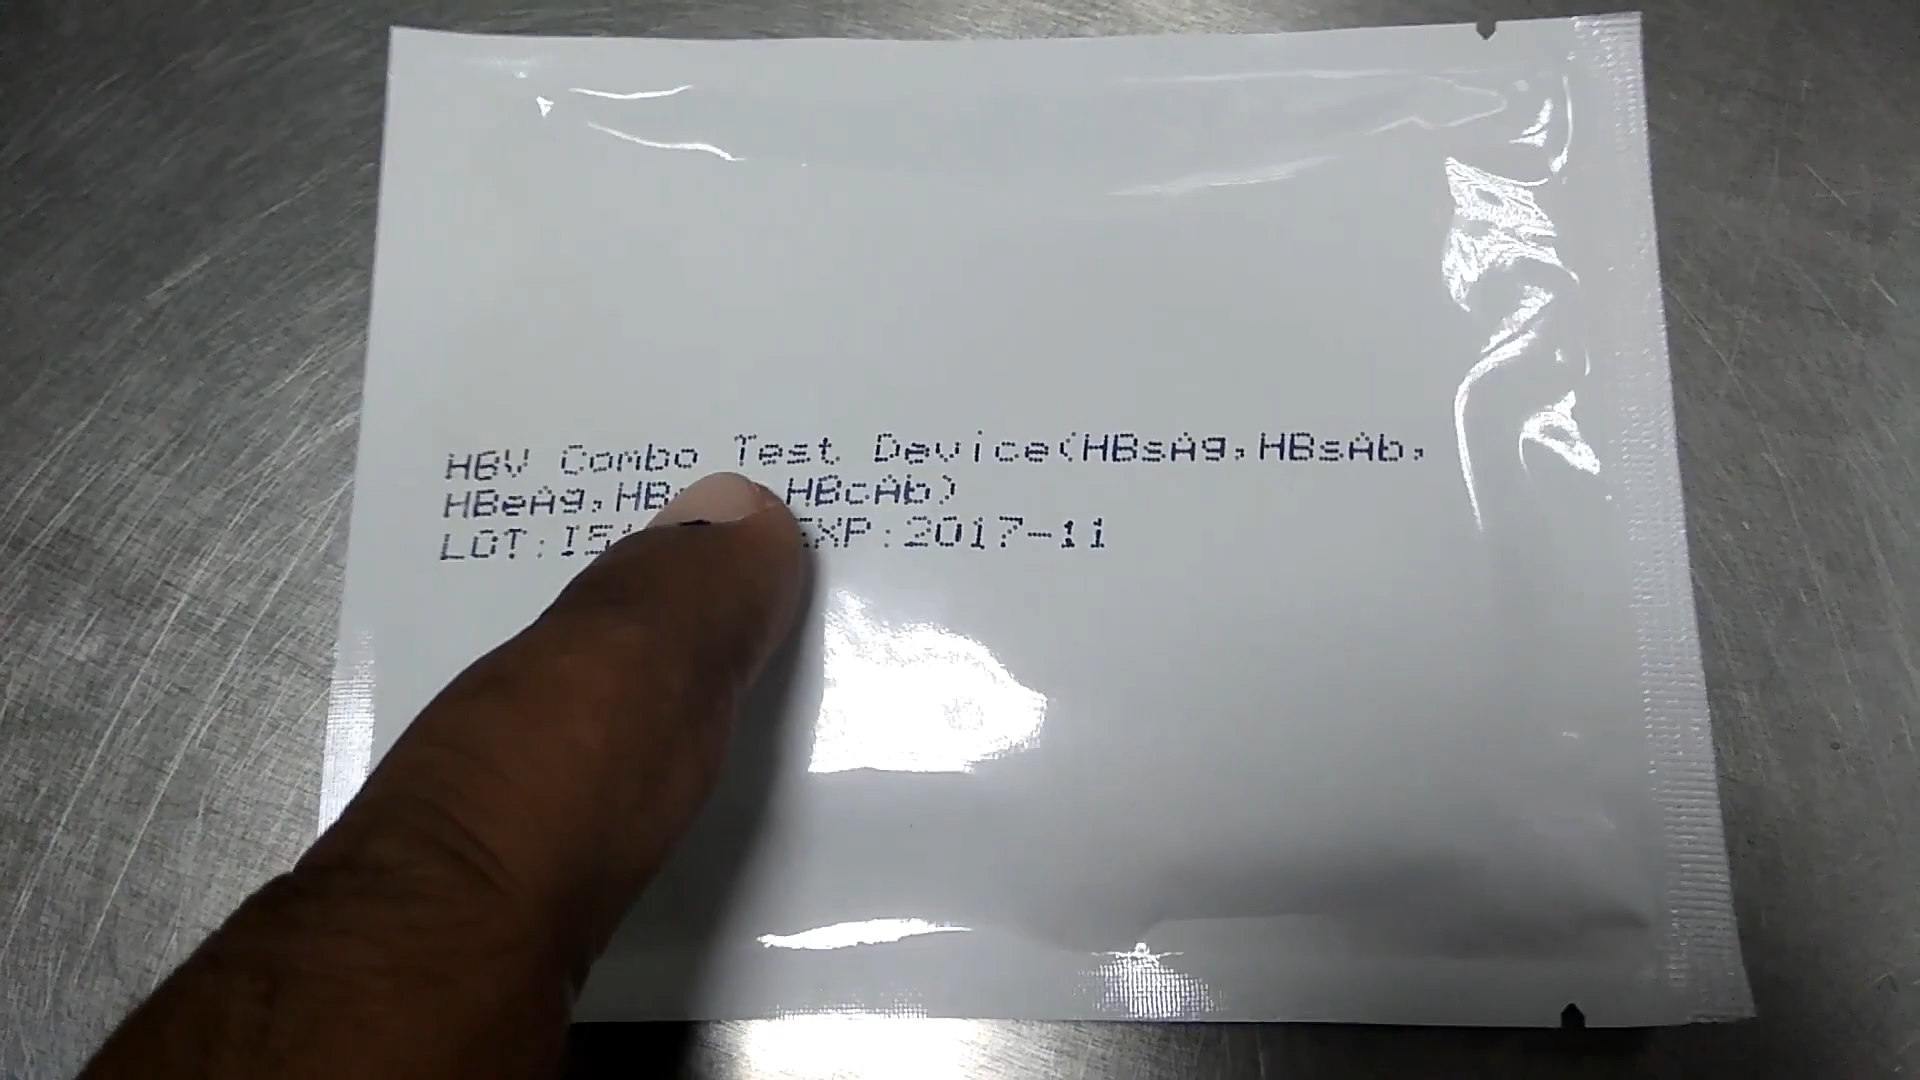 HBV Combo Test Device(HBsAg,HBsAb,
HBeAg, HBcAb)
LOT: EXP:2017-11